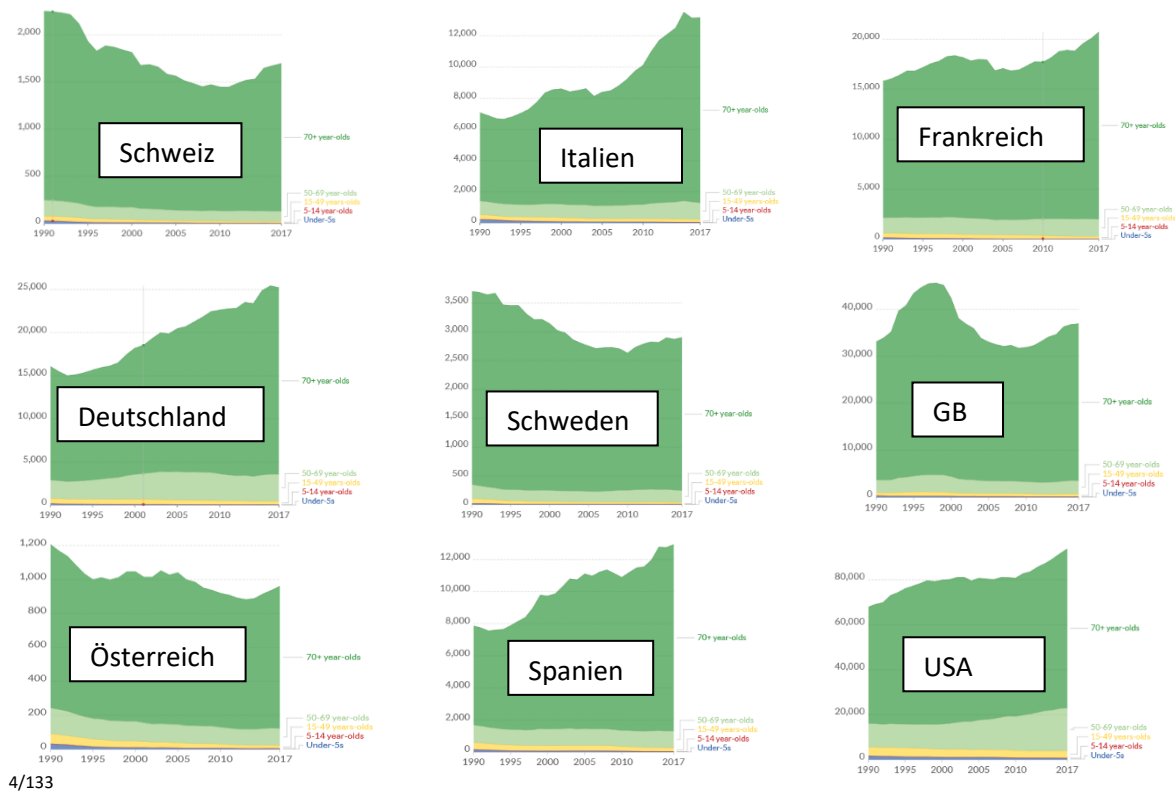 2,000
1,500
1,000
500
0
1990
1995
2000
2005
2010
2017
Schweiz
70+ year-olds
50-69 year-olds
15-49 years-olds
5-14 year-olds
Under-5s
12,000
10,000
8,000
6,000
4,000
2,000
0
1990
1995
2000
2005
2010
2017
Italien
70+ year-olds
50-69 year-olds
15-49 years-olds
5-14 year-olds
Under-5s
20,000
15,000
10,000
5,000
0
1990
1995
2000
2005
2010
2017
Frankreich
70+ year-olds
50-69 year-olds
15-49 years-olds
5-14 year-olds
Under-5s
25,000
20,000
15,000
10,000
5,000
0
1990
1995
2000
2005
2010
2017
Deutschland
70+ year-olds
50-69 year-olds
15-49 years-olds
5-14 year-olds
Under-5s
3,500
3,000
2,500
2,000
1,500
1,000
500
0
1990
1995
2000
2005
2010
2017
Schweden
70+ year-olds
50-69 year-olds
15-49 years-olds
5-14 year-olds
Under-5s
40,000
30,000
20,000
10,000
0
1990
1995
2000
2005
2010
2017
GB
70+ year-olds
50-69 year-olds
15-49 years-olds
5-14 year-olds
Under-5s
1,200
1,000
800
600
400
200
0
1990
1995
2000
2005
2010
2017
Österreich
70+ year-olds
50-69 year-olds
15-49 years-olds
5-14 year-olds
Under-5s
12,000
10,000
8,000
6,000
4,000
2,000
0
1990
1995
2000
2005
2010
2017
Spanien
70+ year-olds
50-69 year-olds
15-49 years-olds
5-14 year-olds
Under-5s
80,000
60,000
40,000
20,000
0
1990
1995
2000
2005
2010
2017
USA
70+ year-olds
50-69 year-olds
15-49 years-olds
5-14 year-olds
Under-5s
4/133